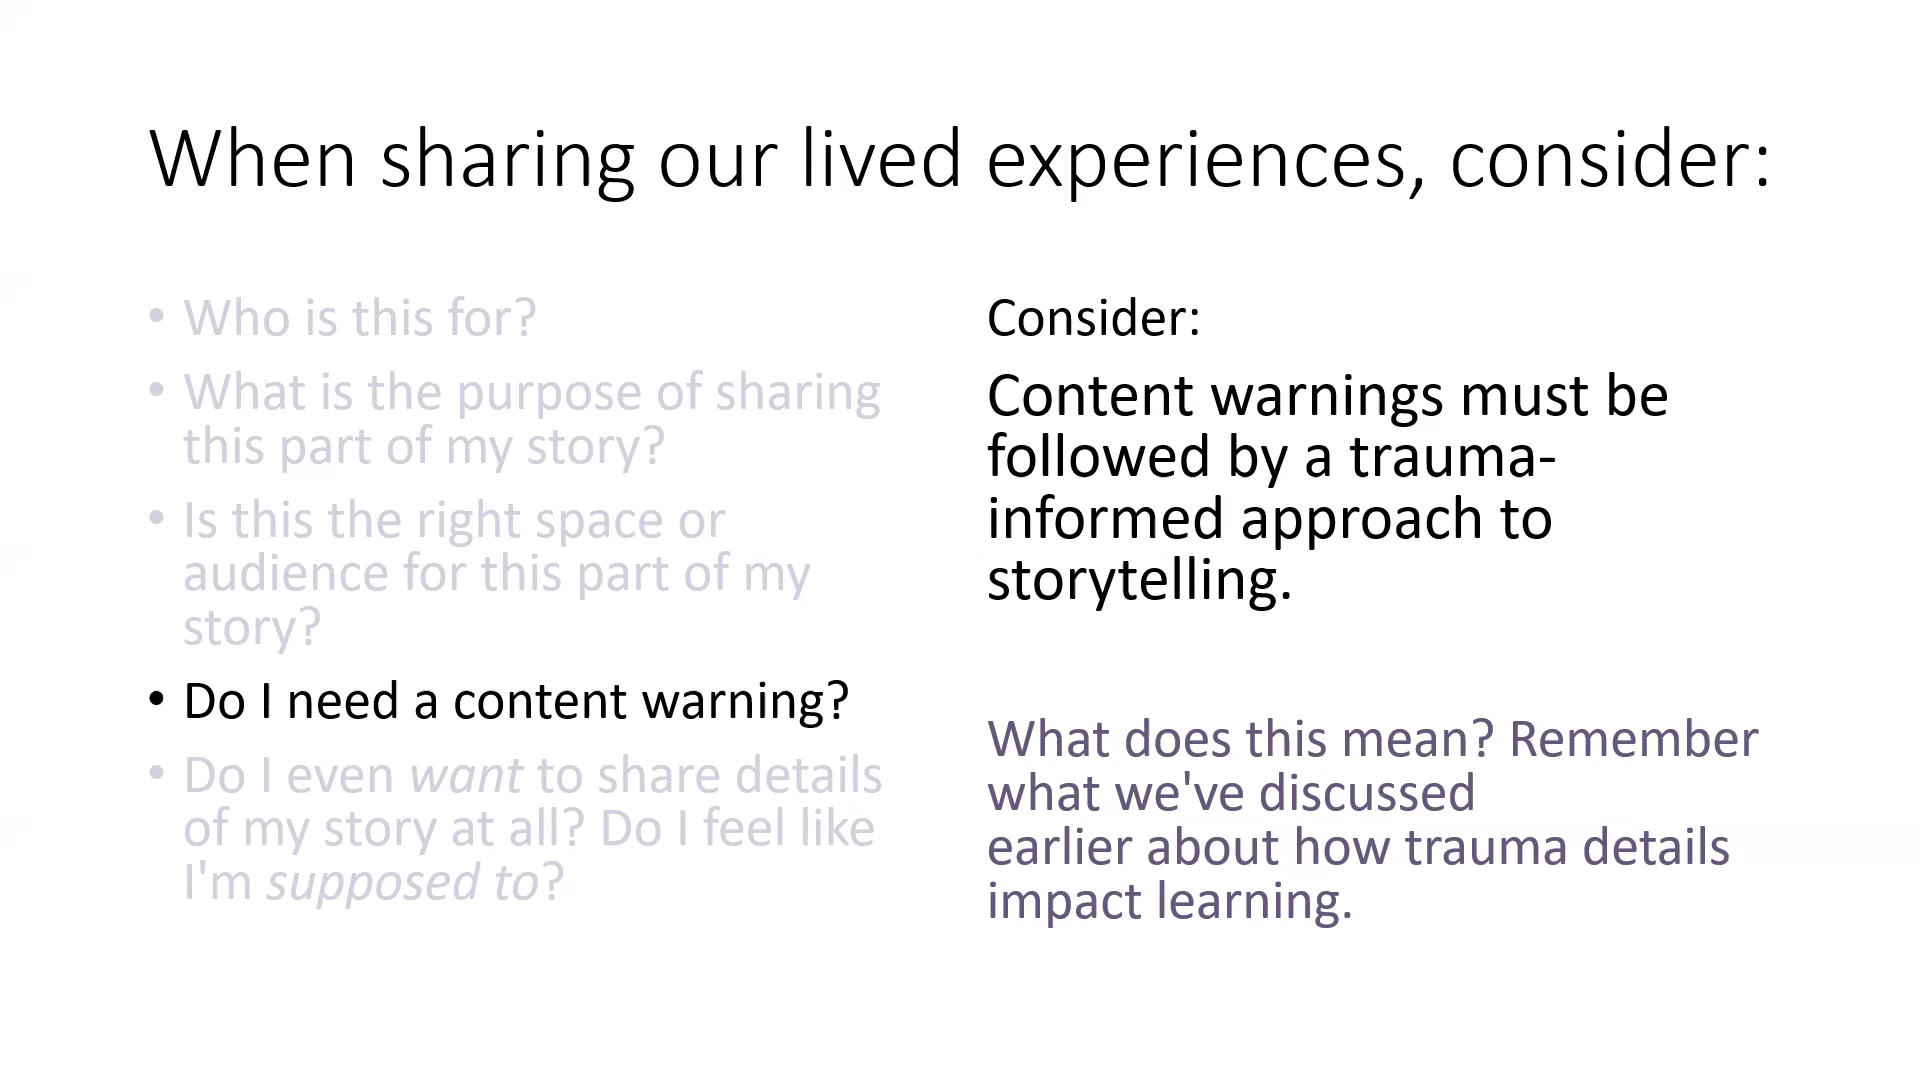 When sharing our lived experiences, consider:
• Who is this for?
• What is the purpose of sharing
this part of my story?
• Is this the right space or
audience for this part of my
story?
• Do I need a content warning?
• Do I even want to share details
of my story at all? Do I feel like
I'm supposed to?
Consider:
Content warnings must be
followed by a trauma-
informed approach to
storytelling.
What does this mean? Remember
what we've discussed
earlier about how trauma details
impact learning.